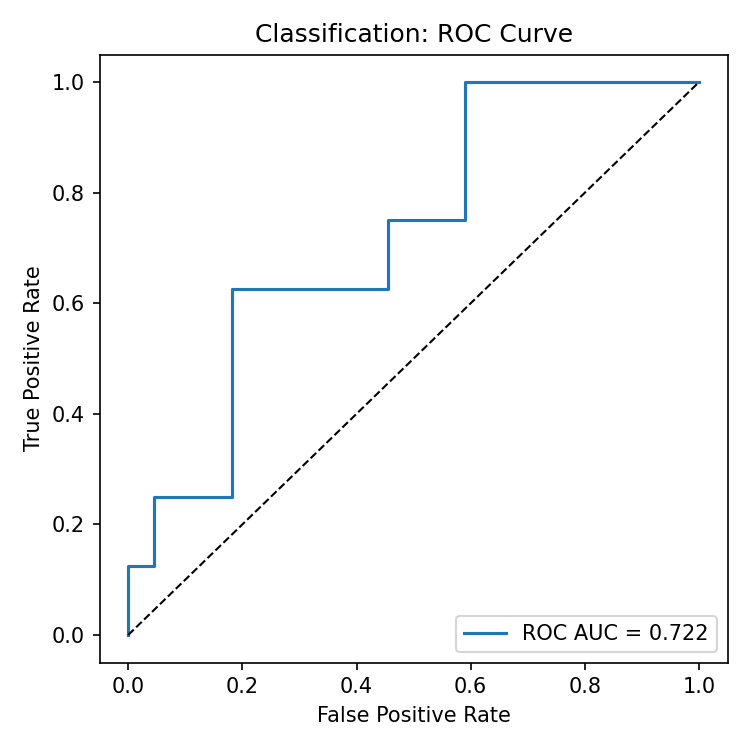 Classification: ROC Curve
True Positive Rate
1.0
0.8
0.6
0.4
0.2
0.0
ROC AUC = 0.722
0.0 0.2 0.4 0.6 0.8 1.0
False Positive Rate